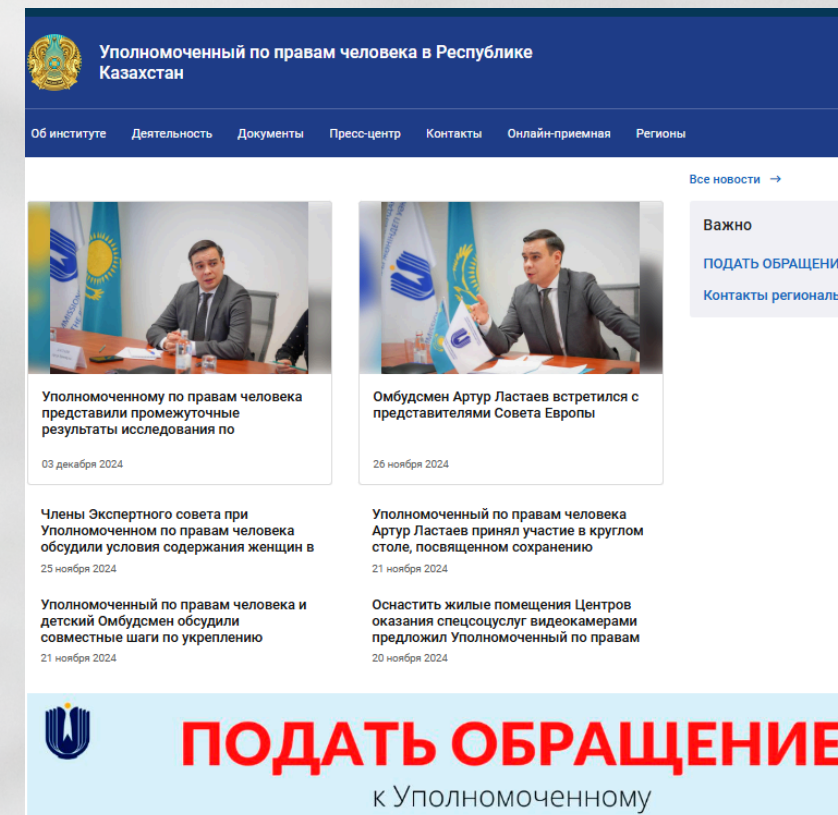 Уполномоченный по правам человека в Республике
Казахстан
Об институте Деятельность Документы Пресс-центр Контакты Онлайн-приемная Регионы
Все новости →
Важно
ПОДАТЬ ОБРАЩЕНИ
Контакты регионал
Уполномоченному по правам человека
представили промежуточные
результаты исследования по
03 декабря 2024
Омбудсмен Артур Ластаев встретился с
представителями Совета Европы
26 ноября 2024
Члены Экспертного совета при
Уполномоченном по правам человека
обсудили условия содержания женщин в
25 ноября 2024
Уполномоченный по правам человека
Артур Ластаев принял участие в круглом
столе, посвященном сохранению
21 ноября 2024
Уполномоченный по правам человека и
детский Омбудсмен обсудили
совместные шаги по укреплению
21 ноября 2024
Оснастить жилые помещения Центров
оказания спецсоцуслуг видеокамерами
предложил Уполномоченный по правам
20 ноября 2024
ПОДАТЬ ОБРАЩЕНИЕ
к Уполномоченному